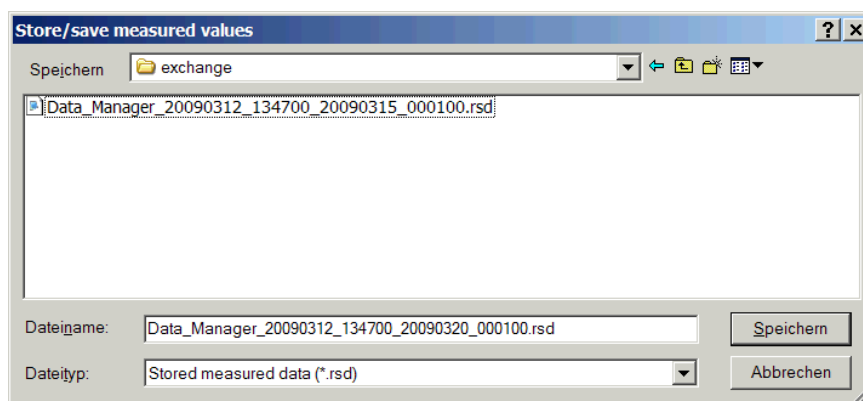 Store/save measured values
Speichern exchange
Data_Manager_20090312_134700_20090315_000100.rsd
Dateiname: Data_Manager_20090312_134700_20090320_000100.rsd Speichern
Dateityp: Stored measured data (*.rsd) Abbrechen